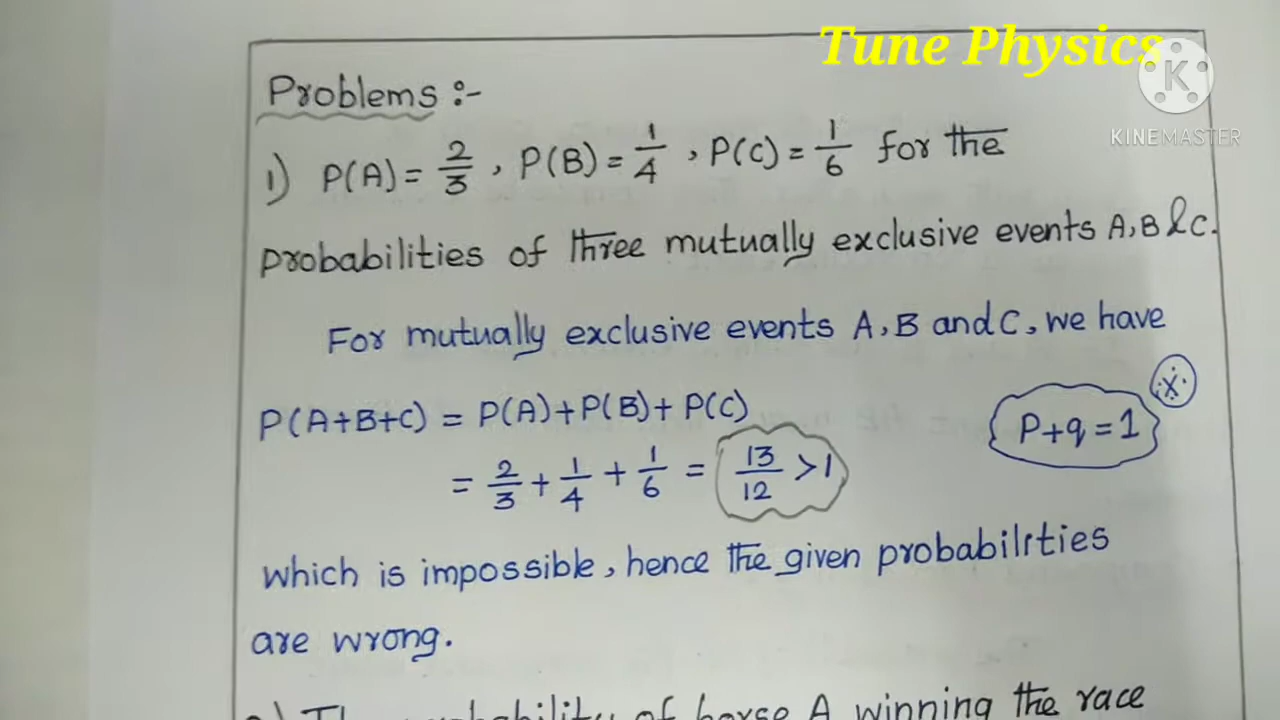 Tune Physics
KINEMASTER
Problems :-
1) P(A) = 2/3 , P(B) = 1/4 , P(C) = 1/6 for the
probabilities of three mutually exclusive events A, B & C.
For mutually exclusive events A, B and C, we have
P(A+B+C) = P(A) + P(B) + P(C)
P+q = 1
= 2/3 + 1/4 + 1/6 = 13/12 > 1
which is impossible, hence the given probabilities
are wrong.
of horse A winning the race